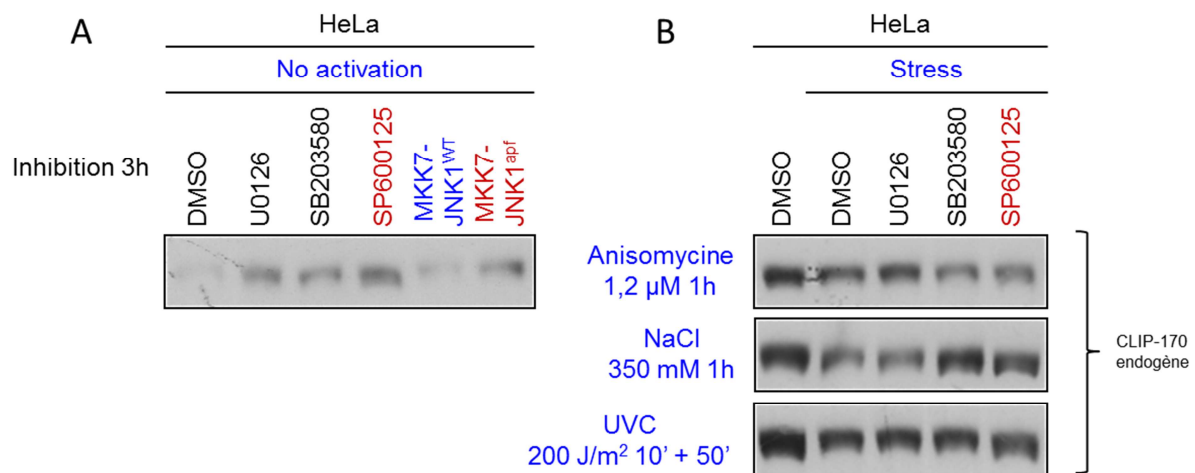 A
HeLa
No activation
Inhibition 3h
DMSO
U0126
SB203580
SP600125
MKK7-
JNK1WT
MKK7-
JNK1apf
B
HeLa
Stress
DMSO
DMSO
U0126
SB203580
SP600125
Anisomycine
1,2 µM 1h
NaCl
350 mM 1h
UVC
200 J/m² 10' + 50'
CLIP-170
endogène